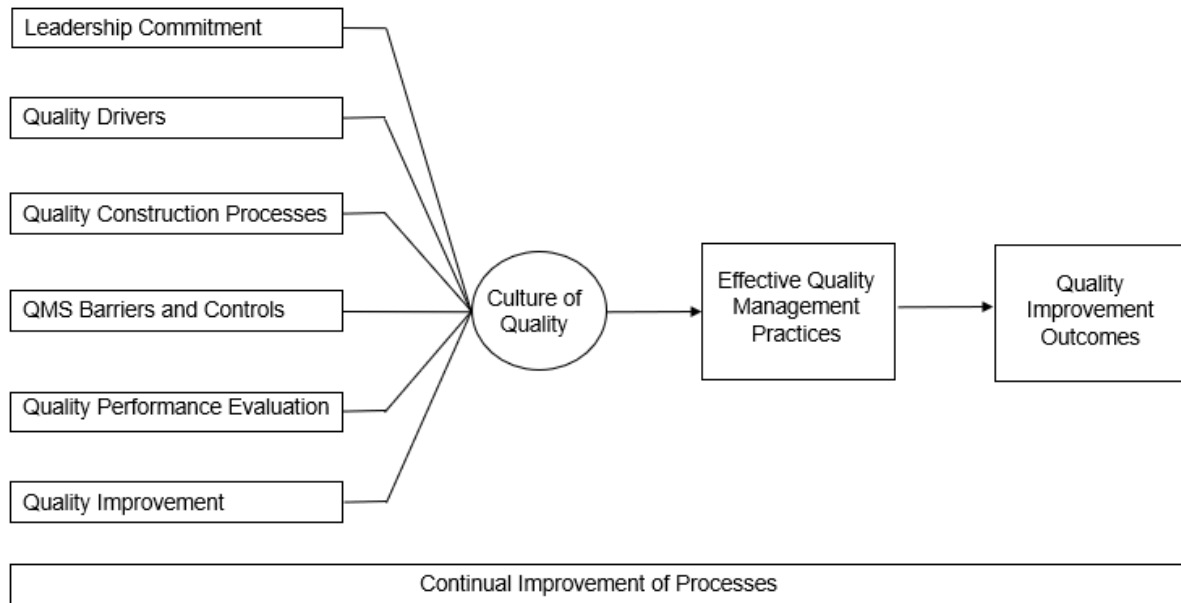 Leadership Commitment
Quality Drivers
Quality Construction Processes
QMS Barriers and Controls
Quality Performance Evaluation
Quality Improvement
Culture of
Quality
Effective Quality
Management
Practices
Quality
Improvement
Outcomes
Continual Improvement of Processes